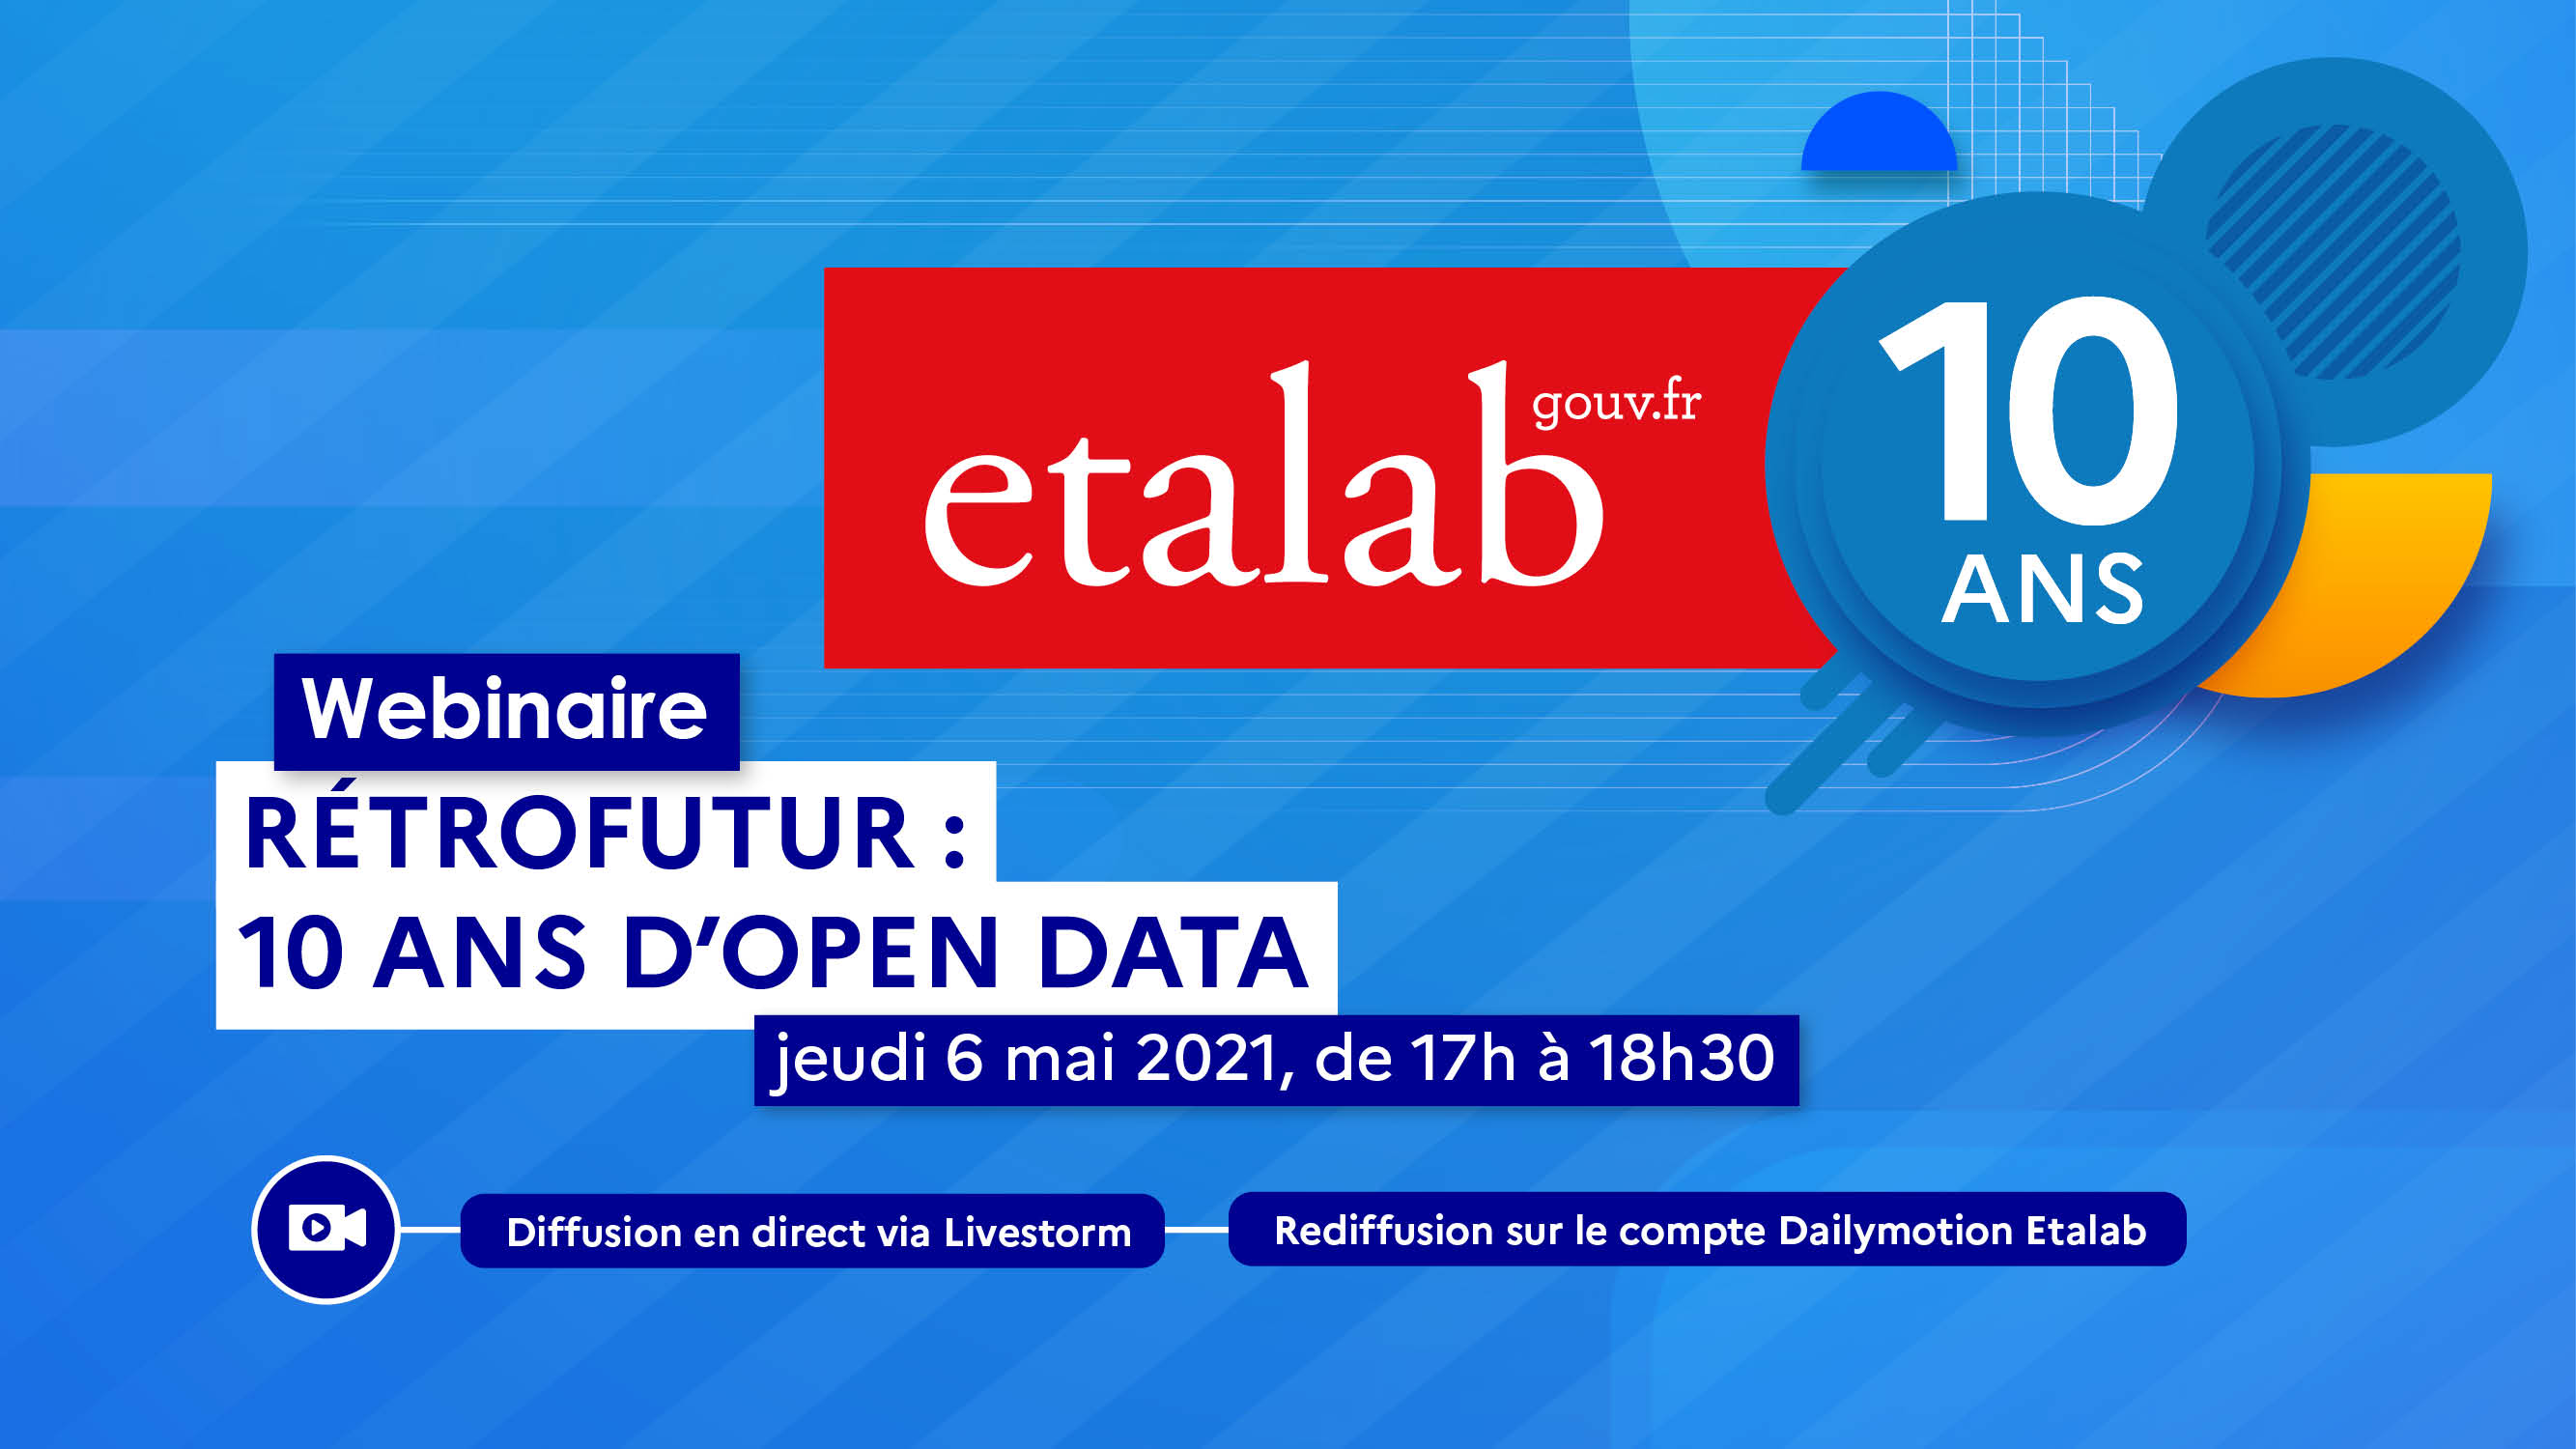 etalab
gouv.fr
10
ANS
Webinaire
RÉTROFUTUR :
10 ANS D’OPEN DATA
jeudi 6 mai 2021, de 17h à 18h30
Diffusion en direct via Livestorm
Rediffusion sur le compte Dailymotion Etalab